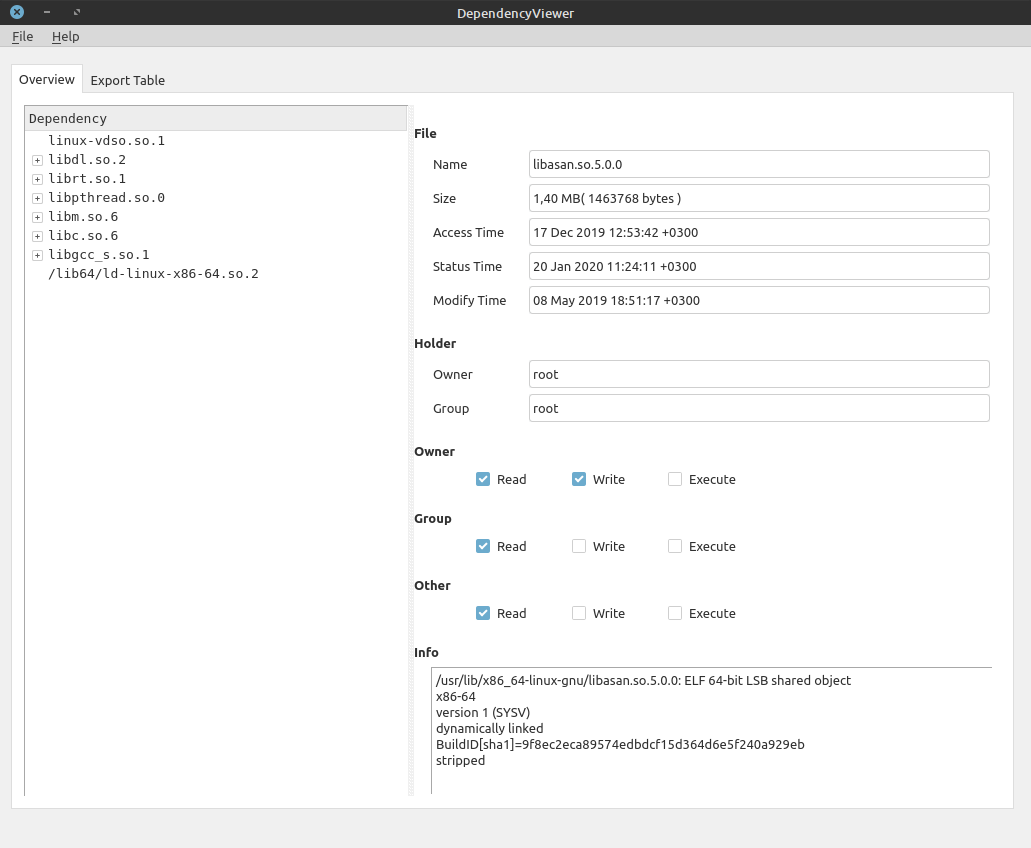 DependencyViewer
File Help
Overview Export Table
Dependency
linux-vdso.so.1
libdl.so.2
librt.so.1
libpthread.so.0
libm.so.6
libc.so.6
libgcc_s.so.1
/lib64/ld-linux-x86-64.so.2
File
Name libasan.so.5.0.0
Size 1,40 MB( 1463768 bytes )
Access Time 17 Dec 2019 12:53:42 +0300
Status Time 20 Jan 2020 11:24:11 +0300
Modify Time 08 May 2019 18:51:17 +0300
Holder
Owner root
Group root
Owner
Read Write Execute
Group
Read Write Execute
Other
Read Write Execute
Info
/usr/lib/x86_64-linux-gnu/libasan.so.5.0.0: ELF 64-bit LSB shared object
x86-64
version 1 (SYSV)
dynamically linked
BuildID[sha1]=9f8ec2eca89574edbdcf15d364d6e5f240a929eb
stripped